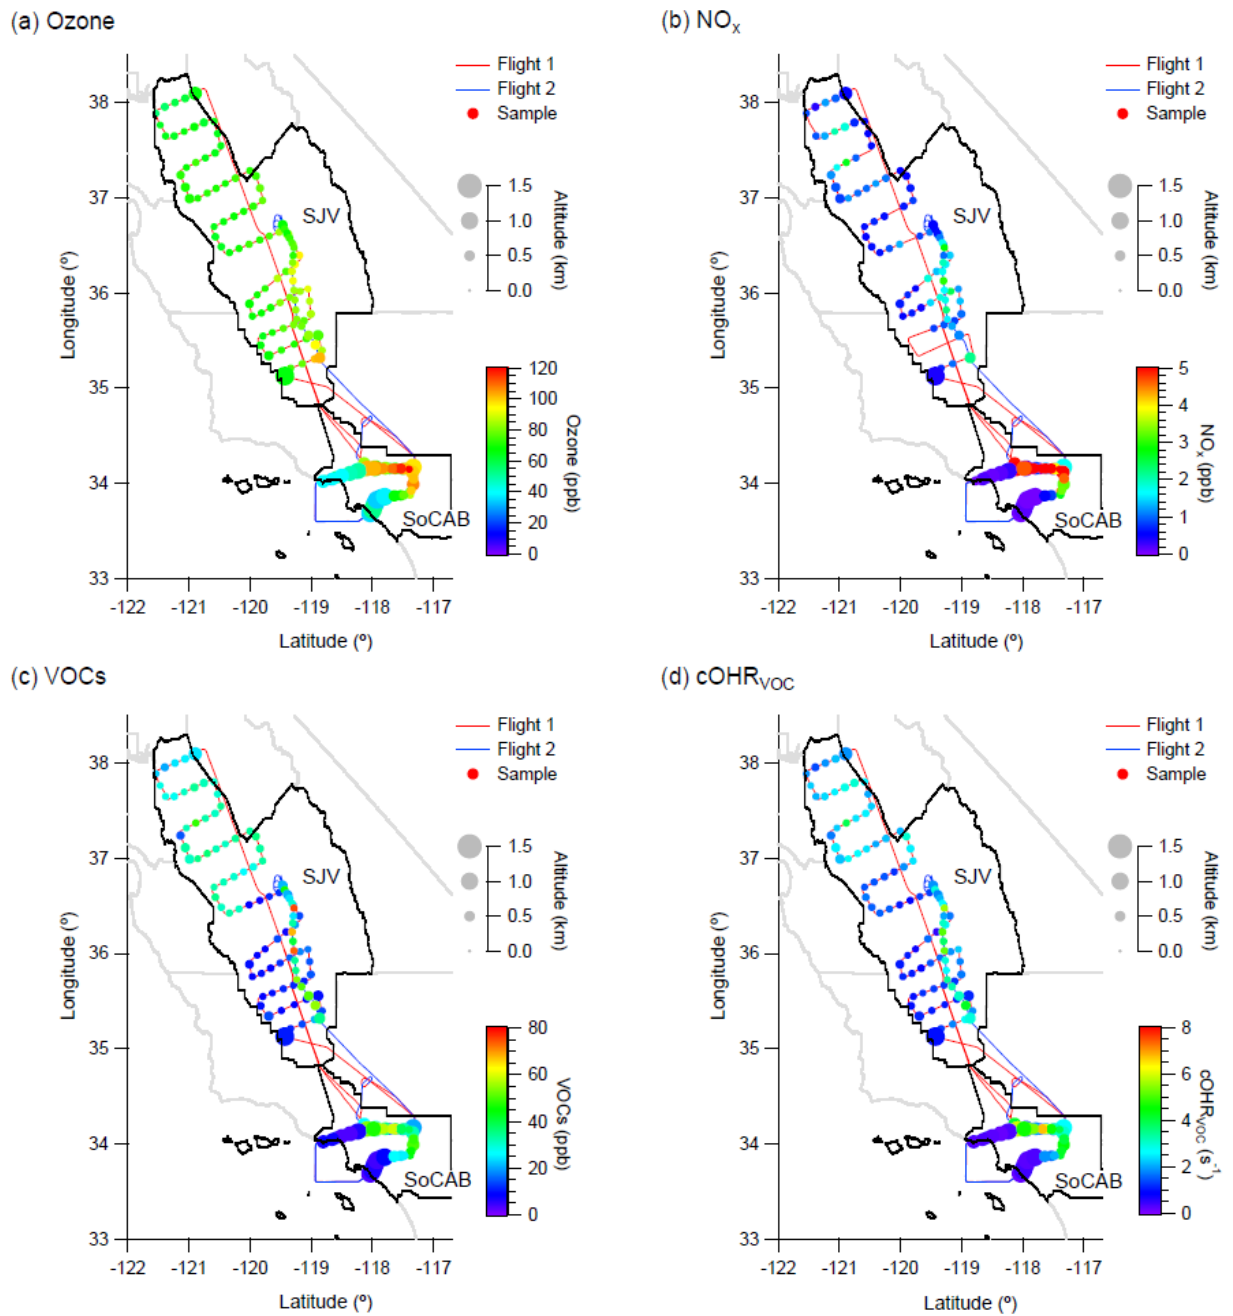 (a) Ozone
Flight 1
Flight 2
Sample
38
37
36
35
34
33
Longitude (º)
-122
-121
-120
-119
-118
-117
Latitude (º)
SJV
SoCAB
1.5
1.0
0.5
0.0
Altitude (km)
120
100
80
60
40
20
0
Ozone (ppb)
(b) NOx
Flight 1
Flight 2
Sample
38
37
36
35
34
33
Longitude (º)
-122
-121
-120
-119
-118
-117
Latitude (º)
SJV
SoCAB
1.5
1.0
0.5
0.0
Altitude (km)
5
4
3
2
1
0
NOx (ppb)
(c) VOCs
Flight 1
Flight 2
Sample
38
37
36
35
34
33
Longitude (º)
-122
-121
-120
-119
-118
-117
Latitude (º)
SJV
SoCAB
1.5
1.0
0.5
0.0
Altitude (km)
80
60
40
20
0
VOCs (ppb)
(d) cOHRVOC
Flight 1
Flight 2
Sample
38
37
36
35
34
33
Longitude (º)
-122
-121
-120
-119
-118
-117
Latitude (º)
SJV
SoCAB
1.5
1.0
0.5
0.0
Altitude (km)
8
6
4
2
0
cOHRVOC (s-1)